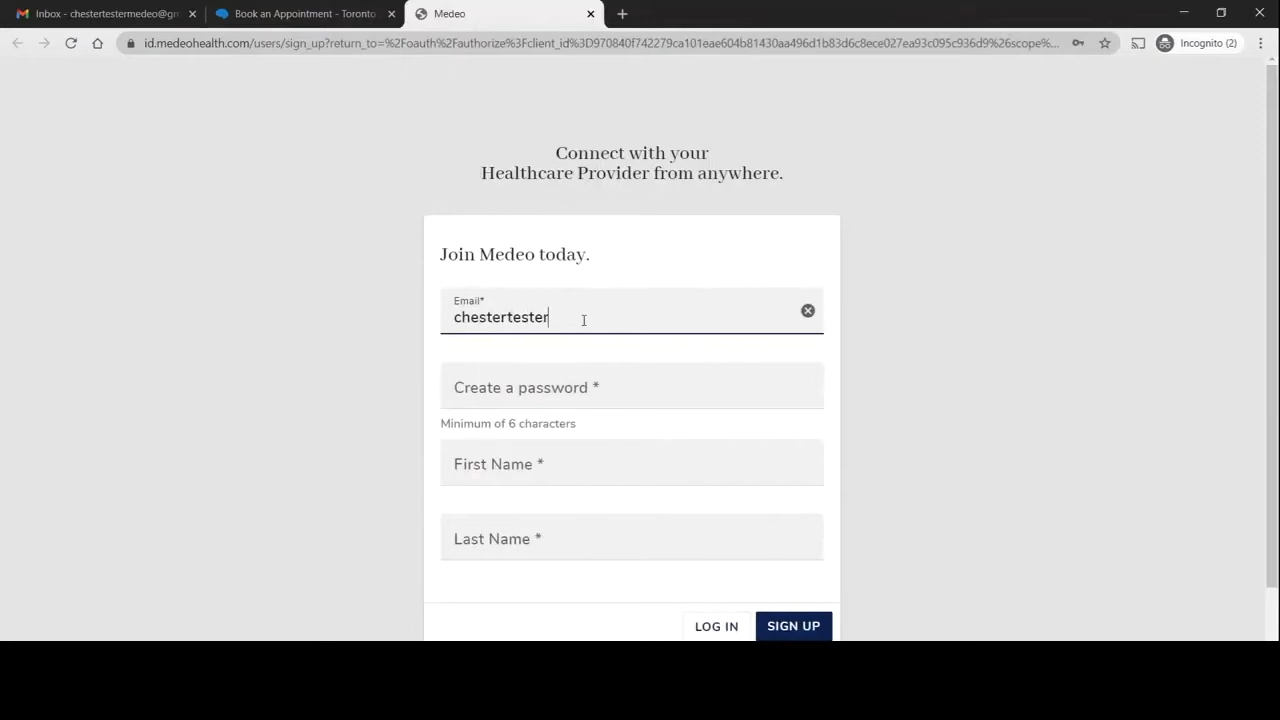 Inbox - chestertermedeo@gm
Book an Appointment - Toronto
Medeo
id.medeohealth.com/users/sign_up?return_to=%2Foauth%2Fauthorize%3Fclient_id%3D970840f742279ca101eae604b81430aa496d1b83d6c8ece027ea93c095c936d9%26scope%...
Incognito (2)
Connect with your
Healthcare Provider from anywhere.
Join Medeo today.
Email*
chestertester
Create a password *
Minimum of 6 characters
First Name *
Last Name *
LOG IN
SIGN UP